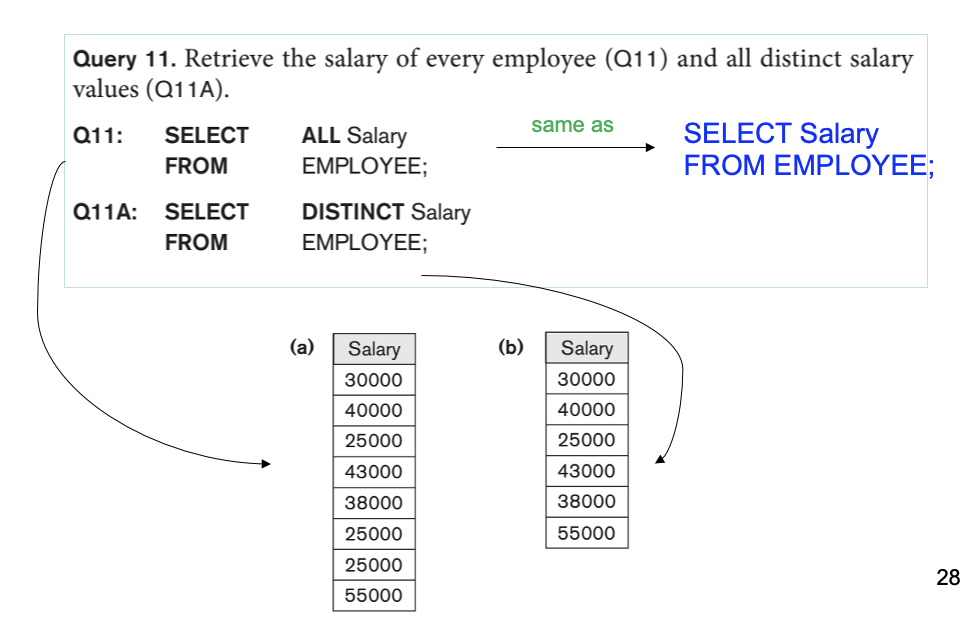 Query 11. Retrieve the salary of every employee (Q11) and all distinct salary
values (Q11A).
Q11: SELECT ALL Salary
FROM EMPLOYEE;
same as
SELECT Salary
FROM EMPLOYEE;
Q11A: SELECT DISTINCT Salary
FROM EMPLOYEE;
(a)
Salary
30000
40000
25000
43000
38000
25000
25000
55000
(b)
Salary
30000
40000
25000
43000
38000
55000
28